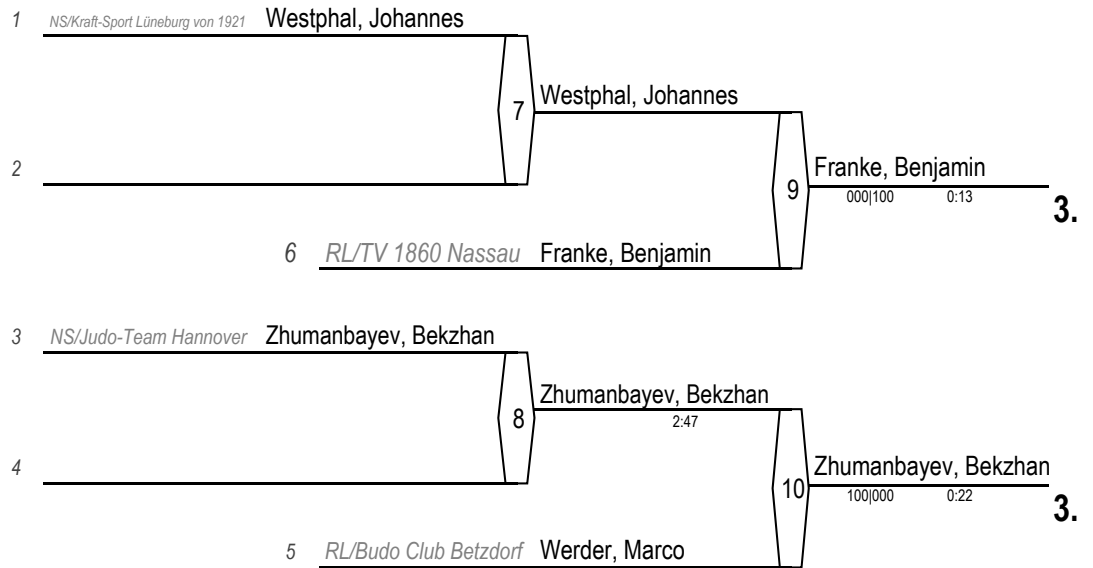 1 NS/Kraft-Sport Lüneburg von 1921 Westphal, Johannes
7 Westphal, Johannes
2
9 Franke, Benjamin
000|100 0:13
3.
6 RL/TV 1860 Nassau Franke, Benjamin
3 NS/Judo-Team Hannover Zhumanbayev, Bekzhan
8 Zhumanbayev, Bekzhan
2:47
4
10 Zhumanbayev, Bekzhan
100|000 0:22
3.
5 RL/Budo Club Betzdorf Werder, Marco